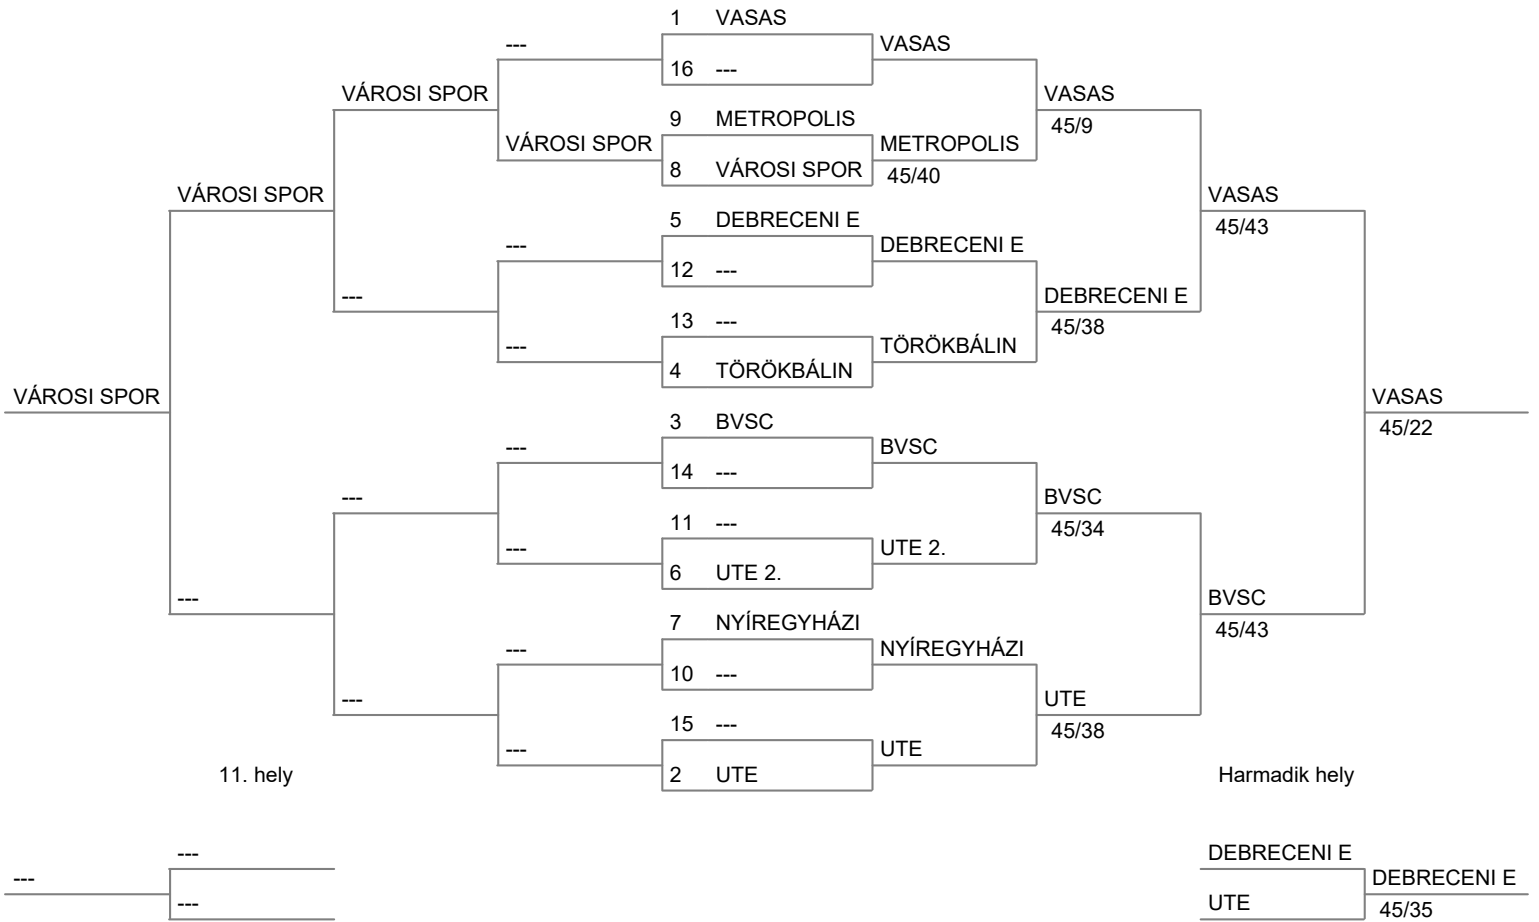 1 VASAS
--- VASAS
16 ---
VÁROSI SPOR VASAS
9 METROPOLIS 45/9
VÁROSI SPOR METROPOLIS
8 VÁROSI SPOR 45/40
VÁROSI SPOR VASAS
5 DEBRECENI E 45/43
--- DEBRECENI E
12 ---
--- DEBRECENI E
13 --- 45/38
--- TÖRÖKBÁLIN
4 TÖRÖKBÁLIN
VÁROSI SPOR VASAS
3 BVSC 45/22
--- BVSC
14 ---
--- BVSC
11 --- 45/34
--- UTE 2.
6 UTE 2.
--- BVSC
7 NYÍREGYHÁZI 45/43
--- NYÍREGYHÁZI
10 ---
--- UTE
15 --- 45/38
--- UTE
2 UTE
11. hely Harmadik hely
--- DEBRECENI E
--- DEBRECENI E
--- UTE 45/35